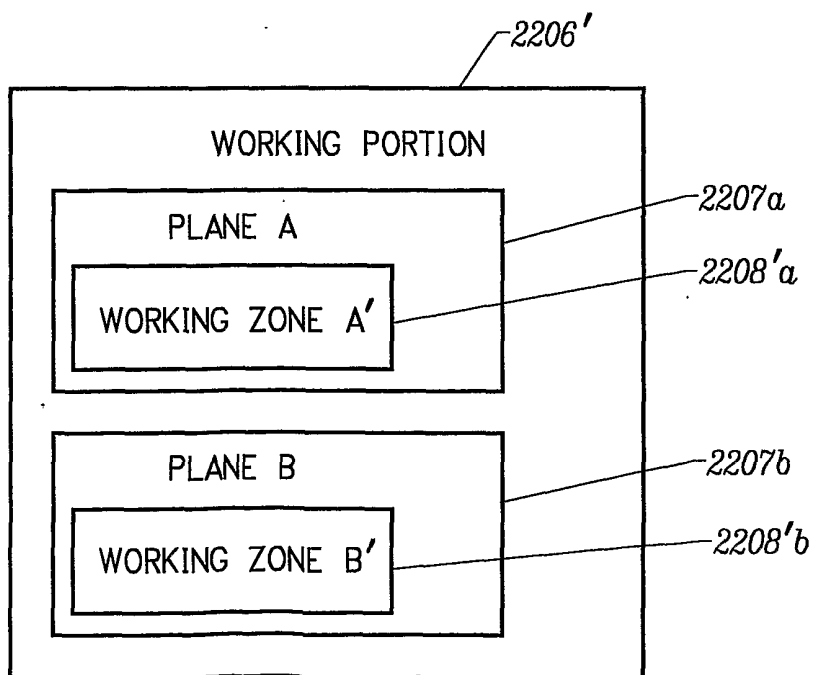 2206'
WORKING PORTION
2207a
PLANE A
2208'a
WORKING ZONE A'
PLANE B
2207b
WORKING ZONE B'
2208'b